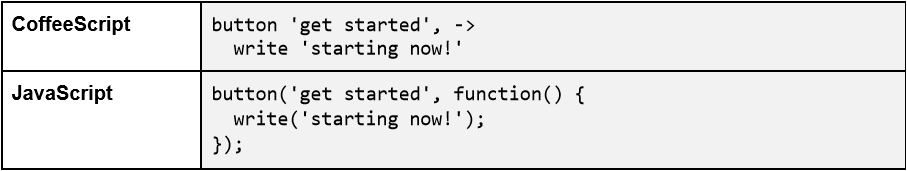 CoffeeScript
button 'get started', ->
  write 'starting now!'
JavaScript
button('get started', function() {
  write('starting now!');
});